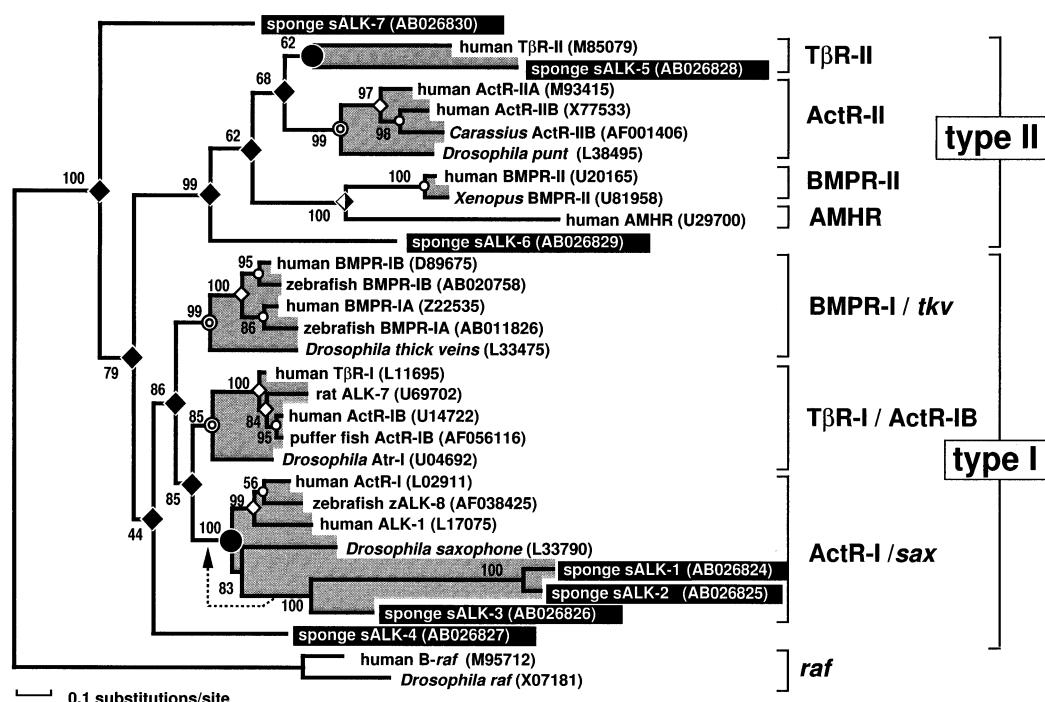 sponge sALK-7 (AB026830)
62
human TβR-II (M85079)
sponge sALK-5 (AB026828)
TβR-II
68
97
human ActR-IIA (M93415)
human ActR-IIB (X77533)
98
Carassius ActR-IIB (AF001406)
99
Drosophila punt (L38495)
ActR-II
type II
62
100
human BMPR-II (U20165)
Xenopus BMPR-II (U81958)
BMPR-II
100
99
100
human AMHR (U29700)
AMHR
sponge sALK-6 (AB026829)
95
human BMPR-IB (D89675)
zebrafish BMPR-IB (AB020758)
100
human BMPR-IA (Z22535)
86
zebrafish BMPR-IA (AB011826)
99
Drosophila thick veins (L33475)
BMPR-I / tkv
79
86
100
human TβR-I (L11695)
rat ALK-7 (U69702)
84
human ActR-IB (U14722)
95
puffer fish ActR-IB (AF056116)
85
Drosophila Atr-I (U04692)
TβR-I / ActR-IB
type I
85
56
human ActR-I (L02911)
99
zebrafish zALK-8 (AF038425)
human ALK-1 (L17075)
44
100
Drosophila saxophone (L33790)
ActR-I /sax
100
sponge sALK-1 (AB026824)
83
sponge sALK-2 (AB026825)
100
sponge sALK-3 (AB026826)
sponge sALK-4 (AB026827)
human B-raf (M95712)
Drosophila raf (X07181)
raf
0.1 substitutions/site